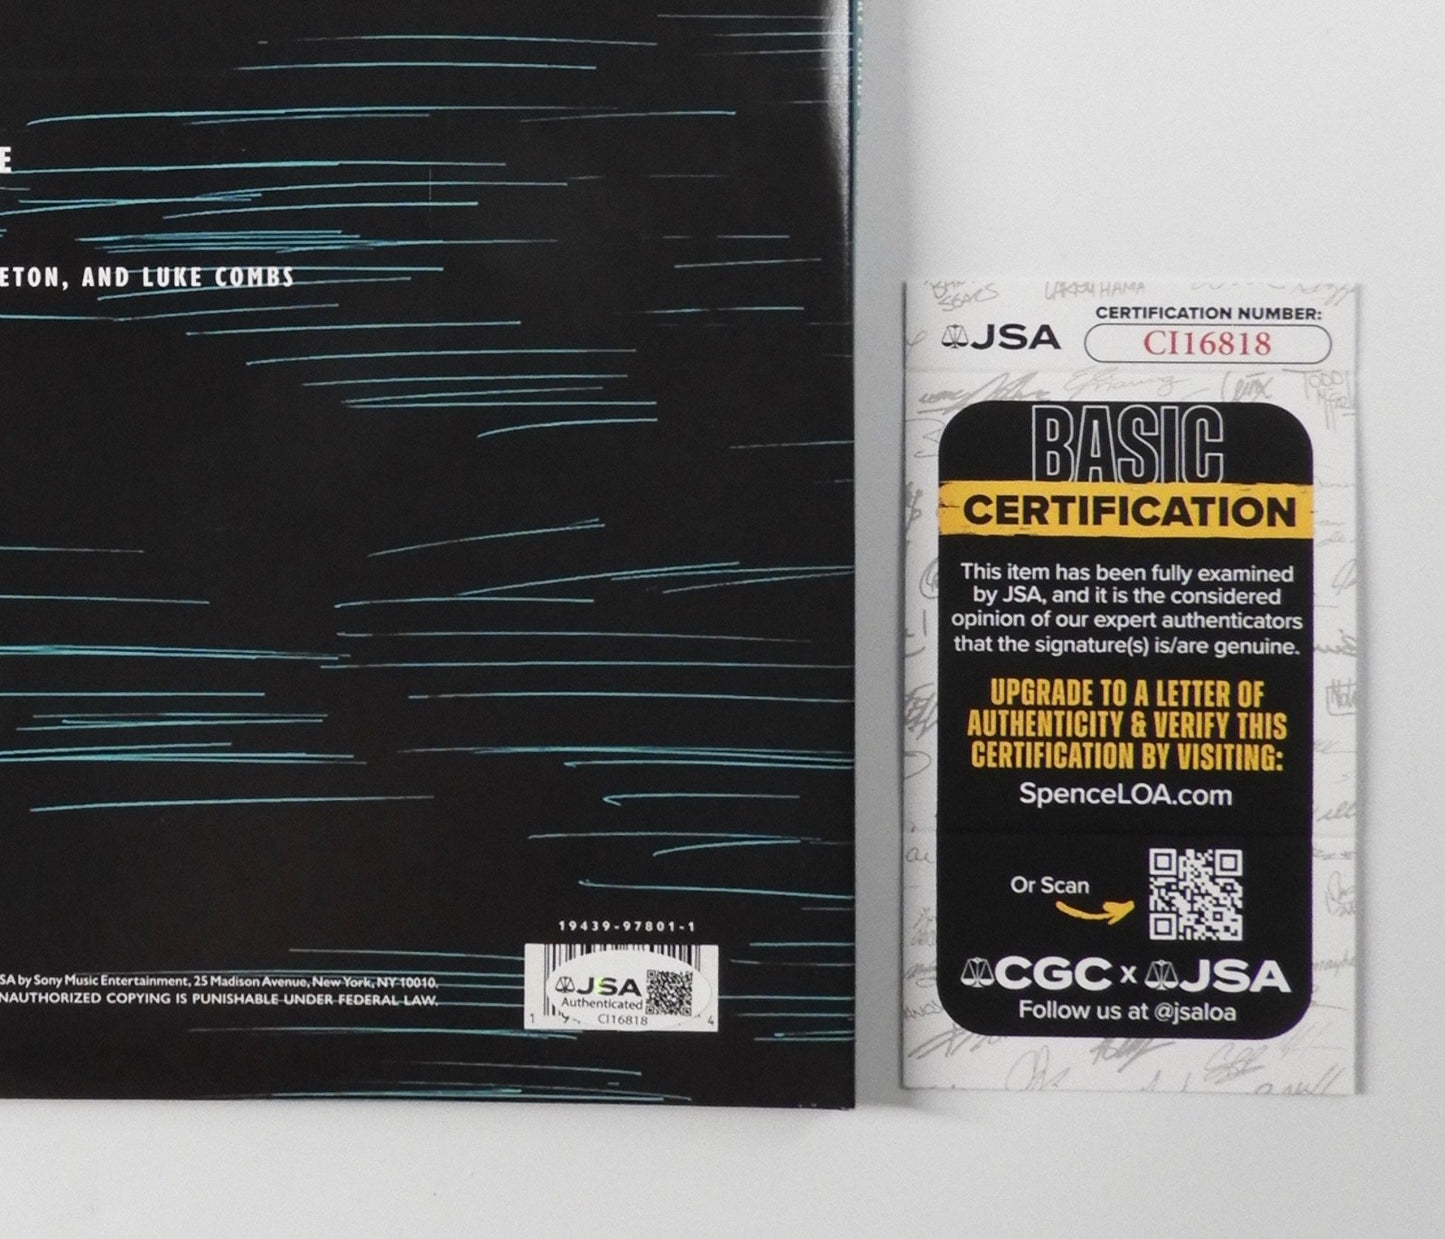 E
ETON, AND LUKE COMBS
19439-97801-1
SA by Sony Music Entertainment, 25 Madison Avenue, New York, NY 10010.
NAUTHORIZED COPYING IS PUNISHABLE UNDER FEDERAL LAW.
JSA
Authenticated
CI16818
1
4
JSA
CERTIFICATION NUMBER:
CI16818
BASIC
CERTIFICATION
This item has been fully examined
by JSA, and it is the considered
opinion of our expert authenticators
that the signature(s) is/are genuine.
UPGRADE TO A LETTER OF
AUTHENTICITY & VERIFY THIS
CERTIFICATION BY VISITING:
SpenceLOA.com
Or Scan
CGC x JSA
Follow us at @jsaloa